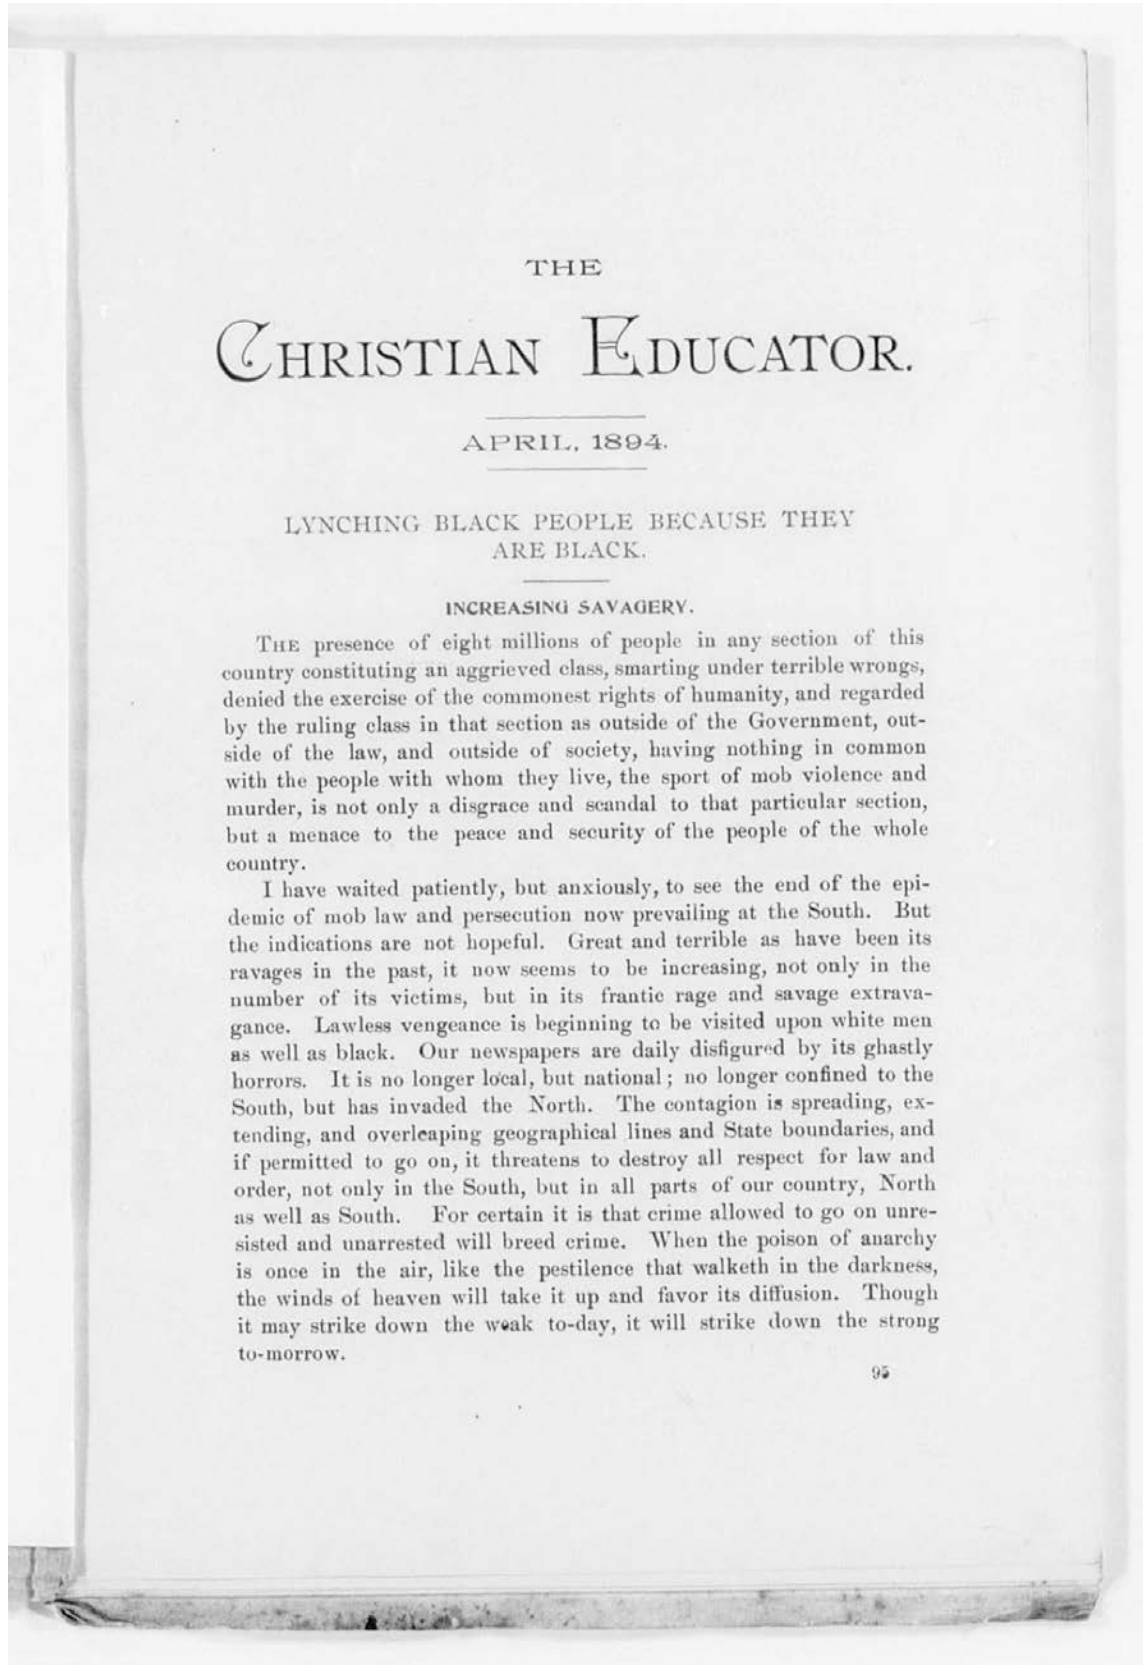 THE
CHRISTIAN EDUCATOR.
APRIL, 1894.
LYNCHING BLACK PEOPLE BECAUSE THEY
ARE BLACK.
INCREASING SAVAGERY.
THE presence of eight millions of people in any section of this
country constituting an aggrieved class, smarting under terrible wrongs,
denied the exercise of the commonest rights of humanity, and regarded
by the ruling class in that section as outside of the Government, out-
side of the law, and outside of society, having nothing in common
with the people with whom they live, the sport of mob violence and
murder, is not only a disgrace and scandal to that particular section,
but a menace to the peace and security of the people of the whole
country.
I have waited patiently, but anxiously, to see the end of the epi-
demic of mob law and persecution now prevailing at the South. But
the indications are not hopeful. Great and terrible as have been its
ravages in the past, it now seems to be increasing, not only in the
number of its victims, but in its frantic rage and savage extrava-
gance. Lawless vengeance is beginning to be visited upon white men
as well as black. Our newspapers are daily disfigured by its ghastly
horrors. It is no longer local, but national; no longer confined to the
South, but has invaded the North. The contagion is spreading, ex-
tending, and overleaping geographical lines and State boundaries, and
if permitted to go on, it threatens to destroy all respect for law and
order, not only in the South, but in all parts of our country, North
as well as South. For certain it is that crime allowed to go on unre-
sisted and unarrested will breed crime. When the poison of anarchy
is once in the air, like the pestilence that walketh in the darkness,
the winds of heaven will take it up and favor its diffusion. Though
it may strike down the weak to-day, it will strike down the strong
to-morrow.
95